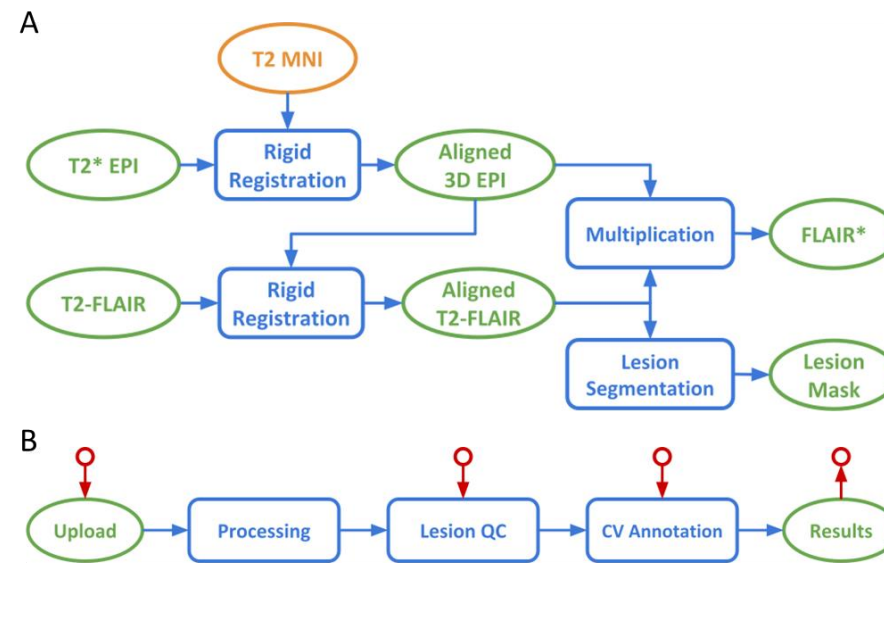 A
T2 MNI
T2* EPI
Rigid
Registration
Aligned
3D EPI
Multiplication
FLAIR*
T2-FLAIR
Rigid
Registration
Aligned
T2-FLAIR
Lesion
Segmentation
Lesion
Mask
B
Upload
Processing
Lesion QC
CV Annotation
Results